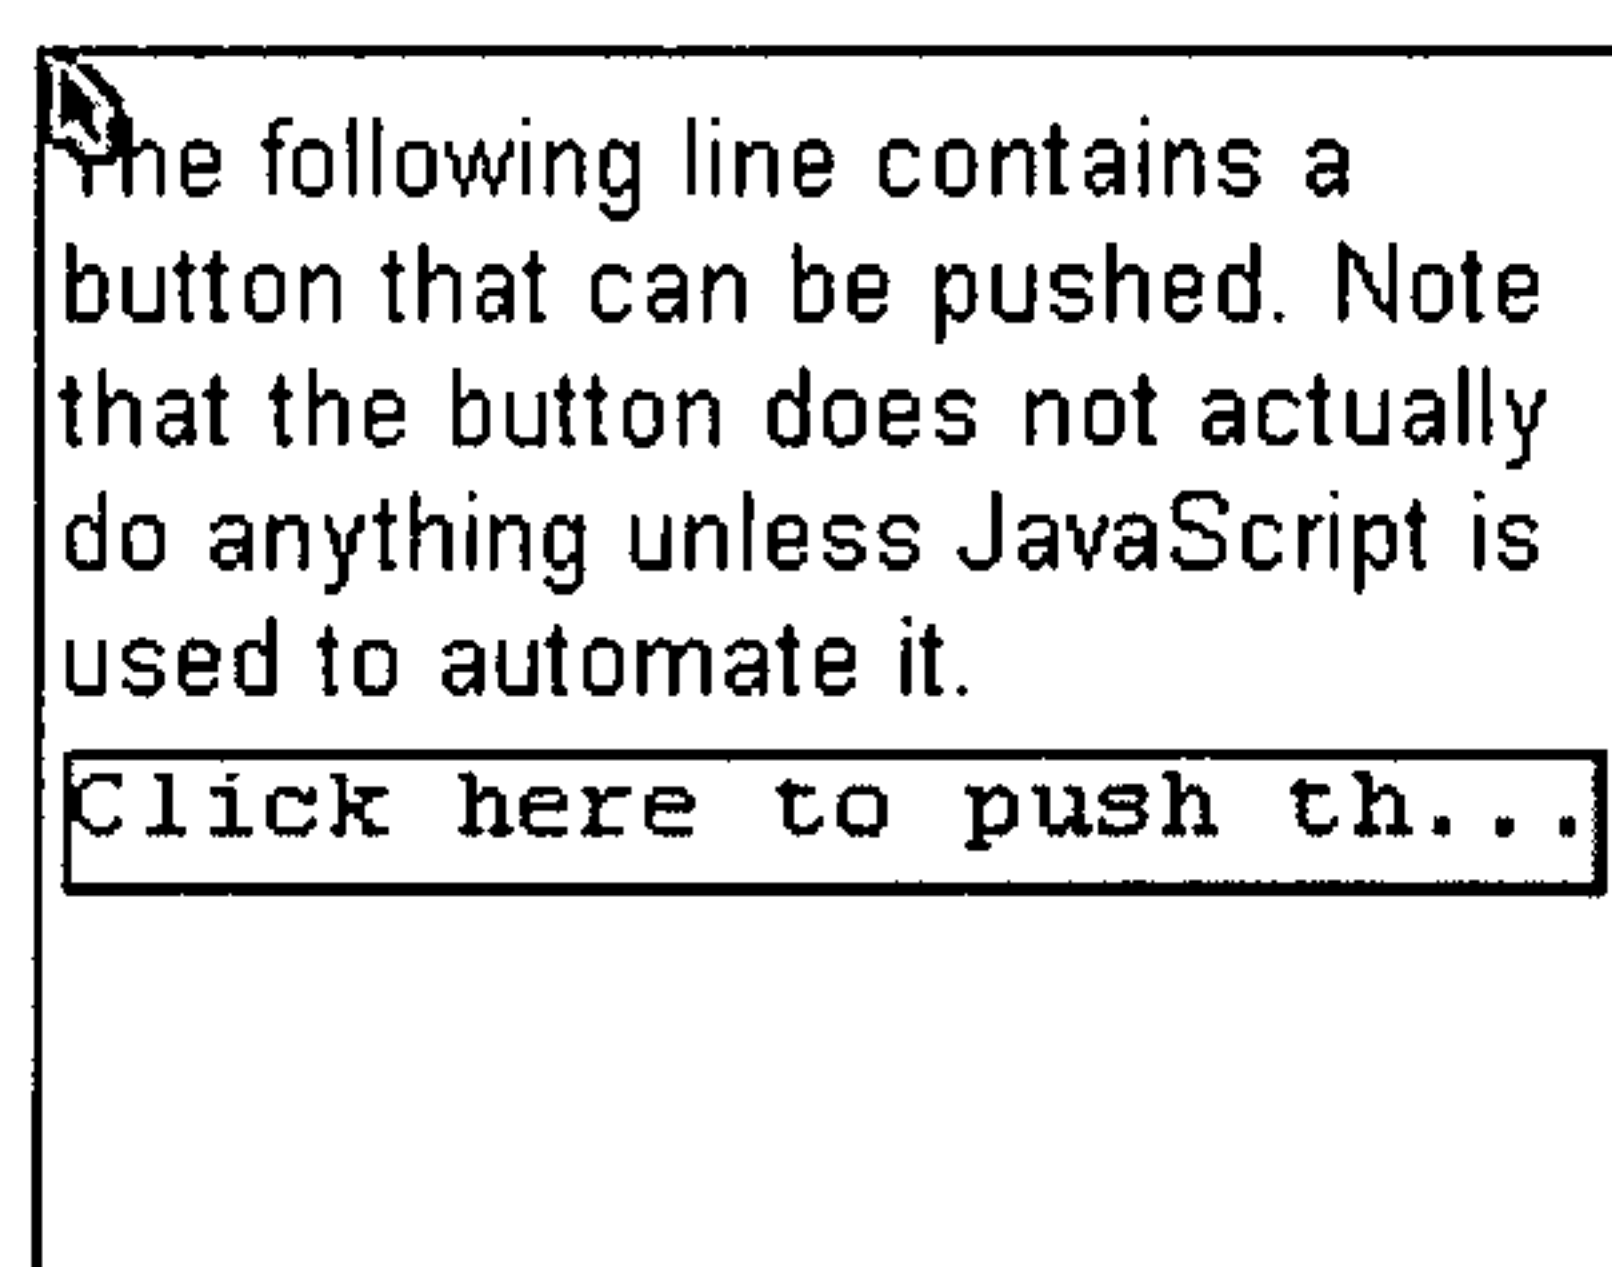 The following line contains a
button that can be pushed. Note
that the button does not actually
do anything unless JavaScript is
used to automate it.
Click here to push th...